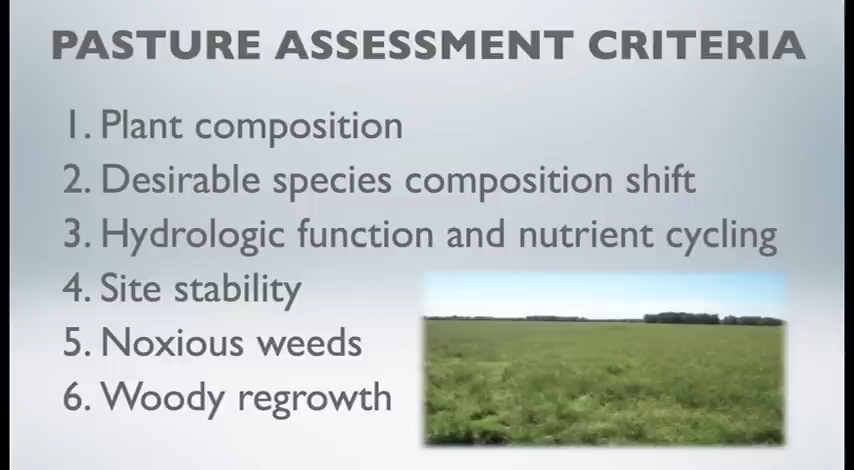 PASTURE ASSESSMENT CRITERIA
1. Plant composition
2. Desirable species composition shift
3. Hydrologic function and nutrient cycling
4. Site stability
5. Noxious weeds
6. Woody regrowth